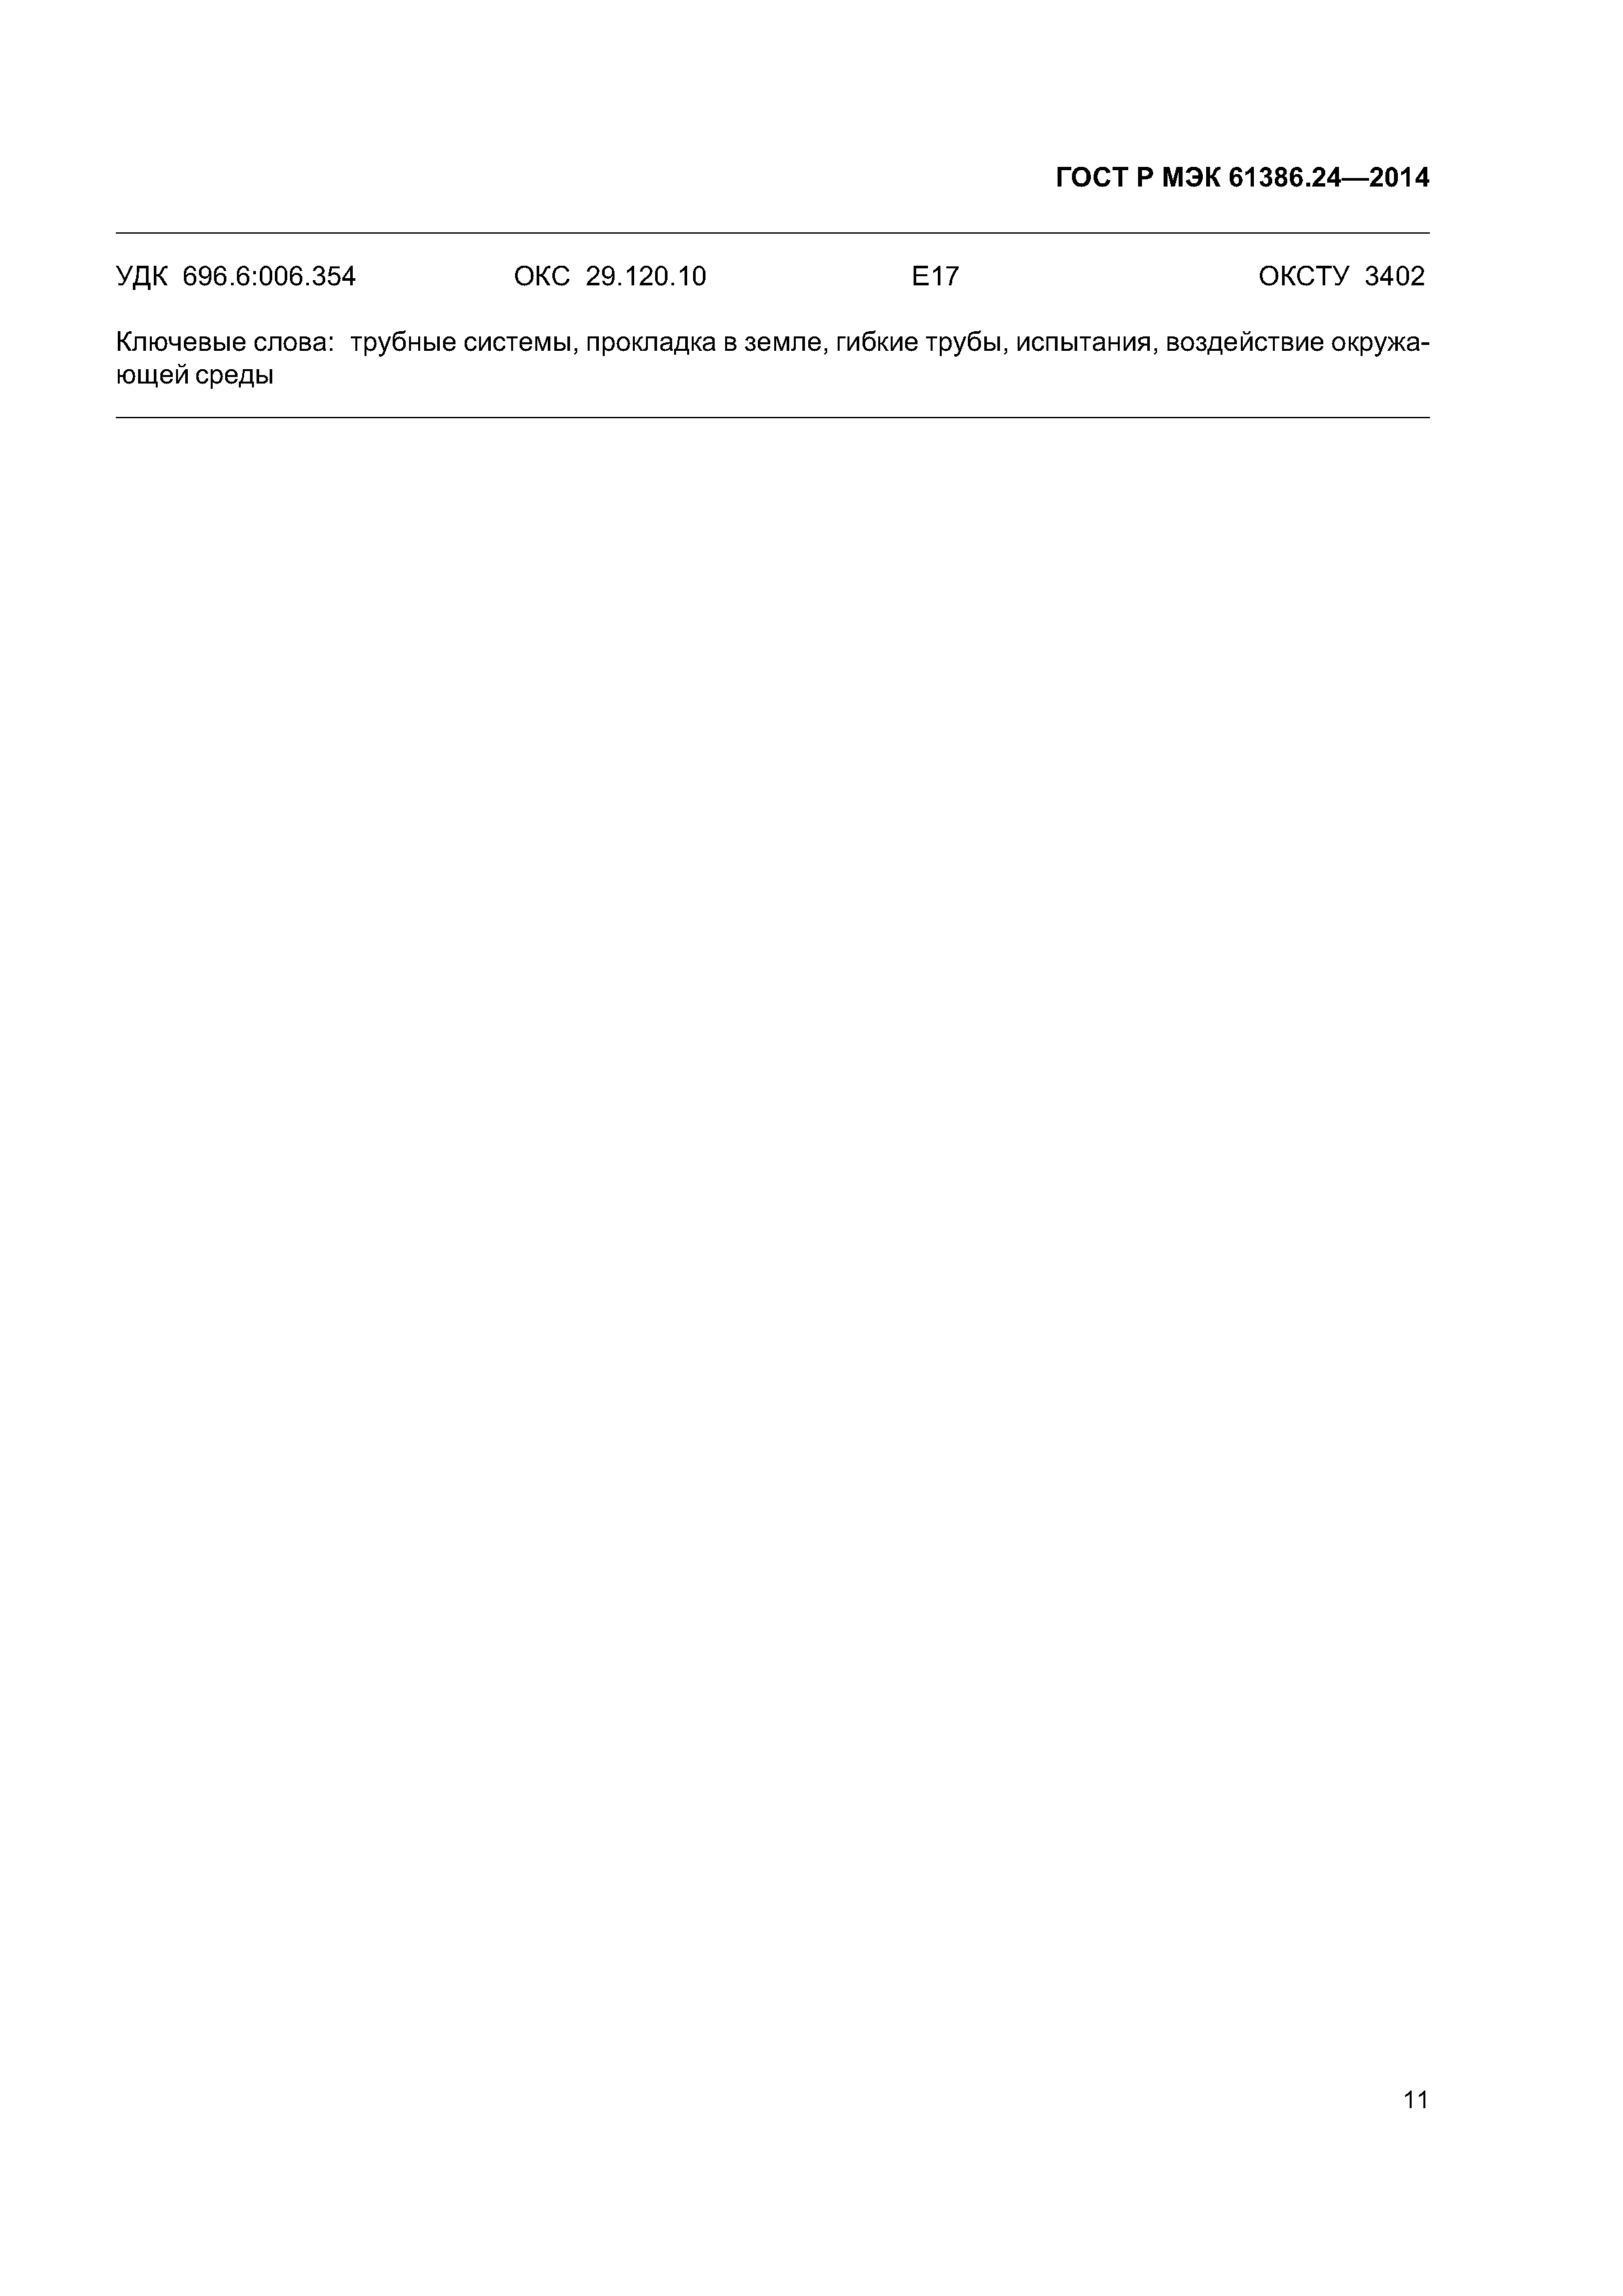 ГОСТ Р МЭК 61386.24—2014
УДК 696.6:006.354 ОКС 29.120.10 Е17 ОКСТУ 3402
Ключевые слова: трубные системы, прокладка в земле, гибкие трубы, испытания, воздействие окружа-
ющей среды
11